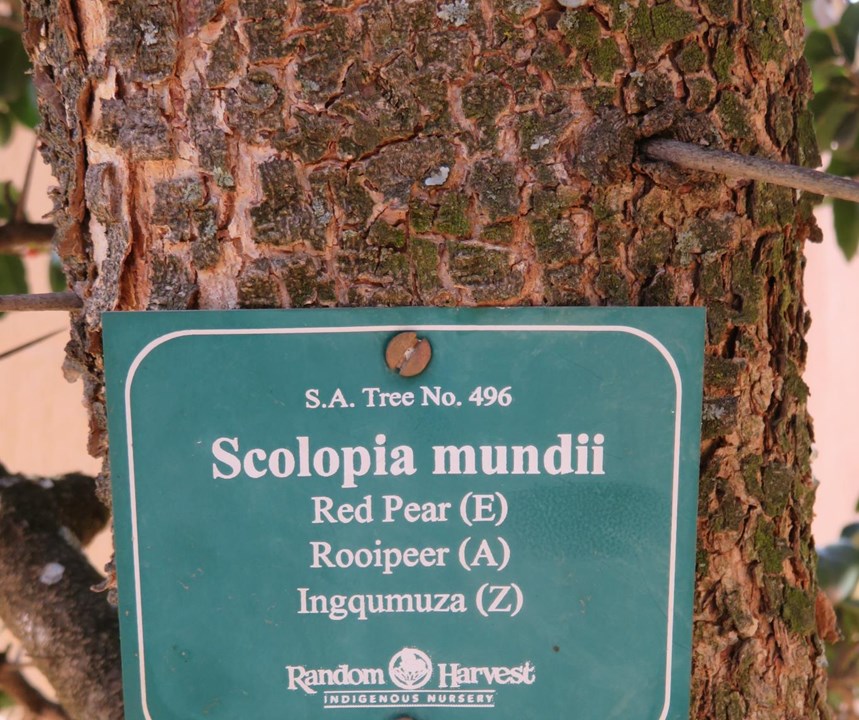 S.A. Tree No. 496
Scolopia mundii
Red Pear (E)
Rooipeer (A)
Ingqumuza (Z)
Random Harvest
INDIGENOUS NURSERY